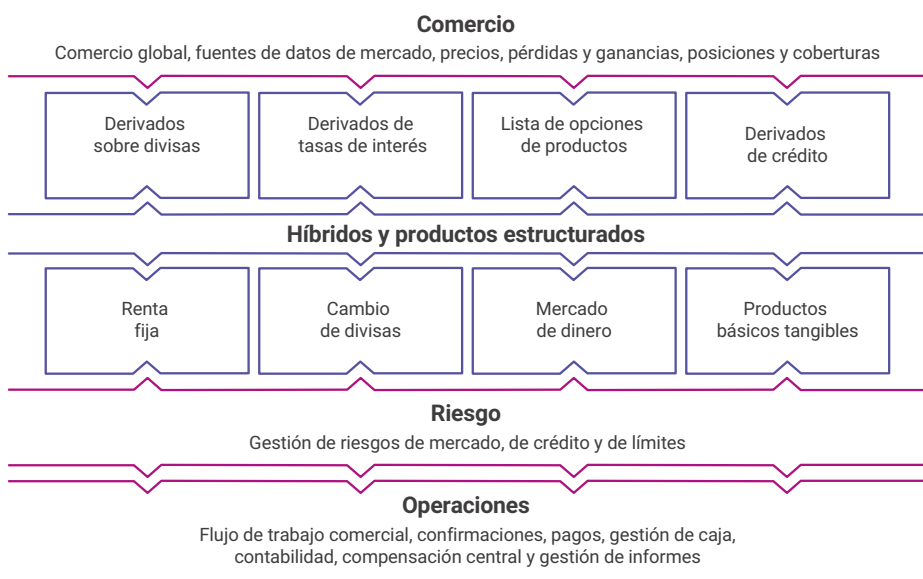 Comercio
Comercio global, fuentes de datos de mercado, precios, pérdidas y ganancias, posiciones y coberturas
Derivados
sobre divisas
Derivados de
tasas de interés
Lista de opciones
de productos
Derivados
de crédito
Híbridos y productos estructurados
Renta
fija
Cambio
de divisas
Mercado
de dinero
Productos
básicos tangibles
Riesgo
Gestión de riesgos de mercado, de crédito y de límites
Operaciones
Flujo de trabajo comercial, confirmaciones, pagos, gestión de caja,
contabilidad, compensación central y gestión de informes